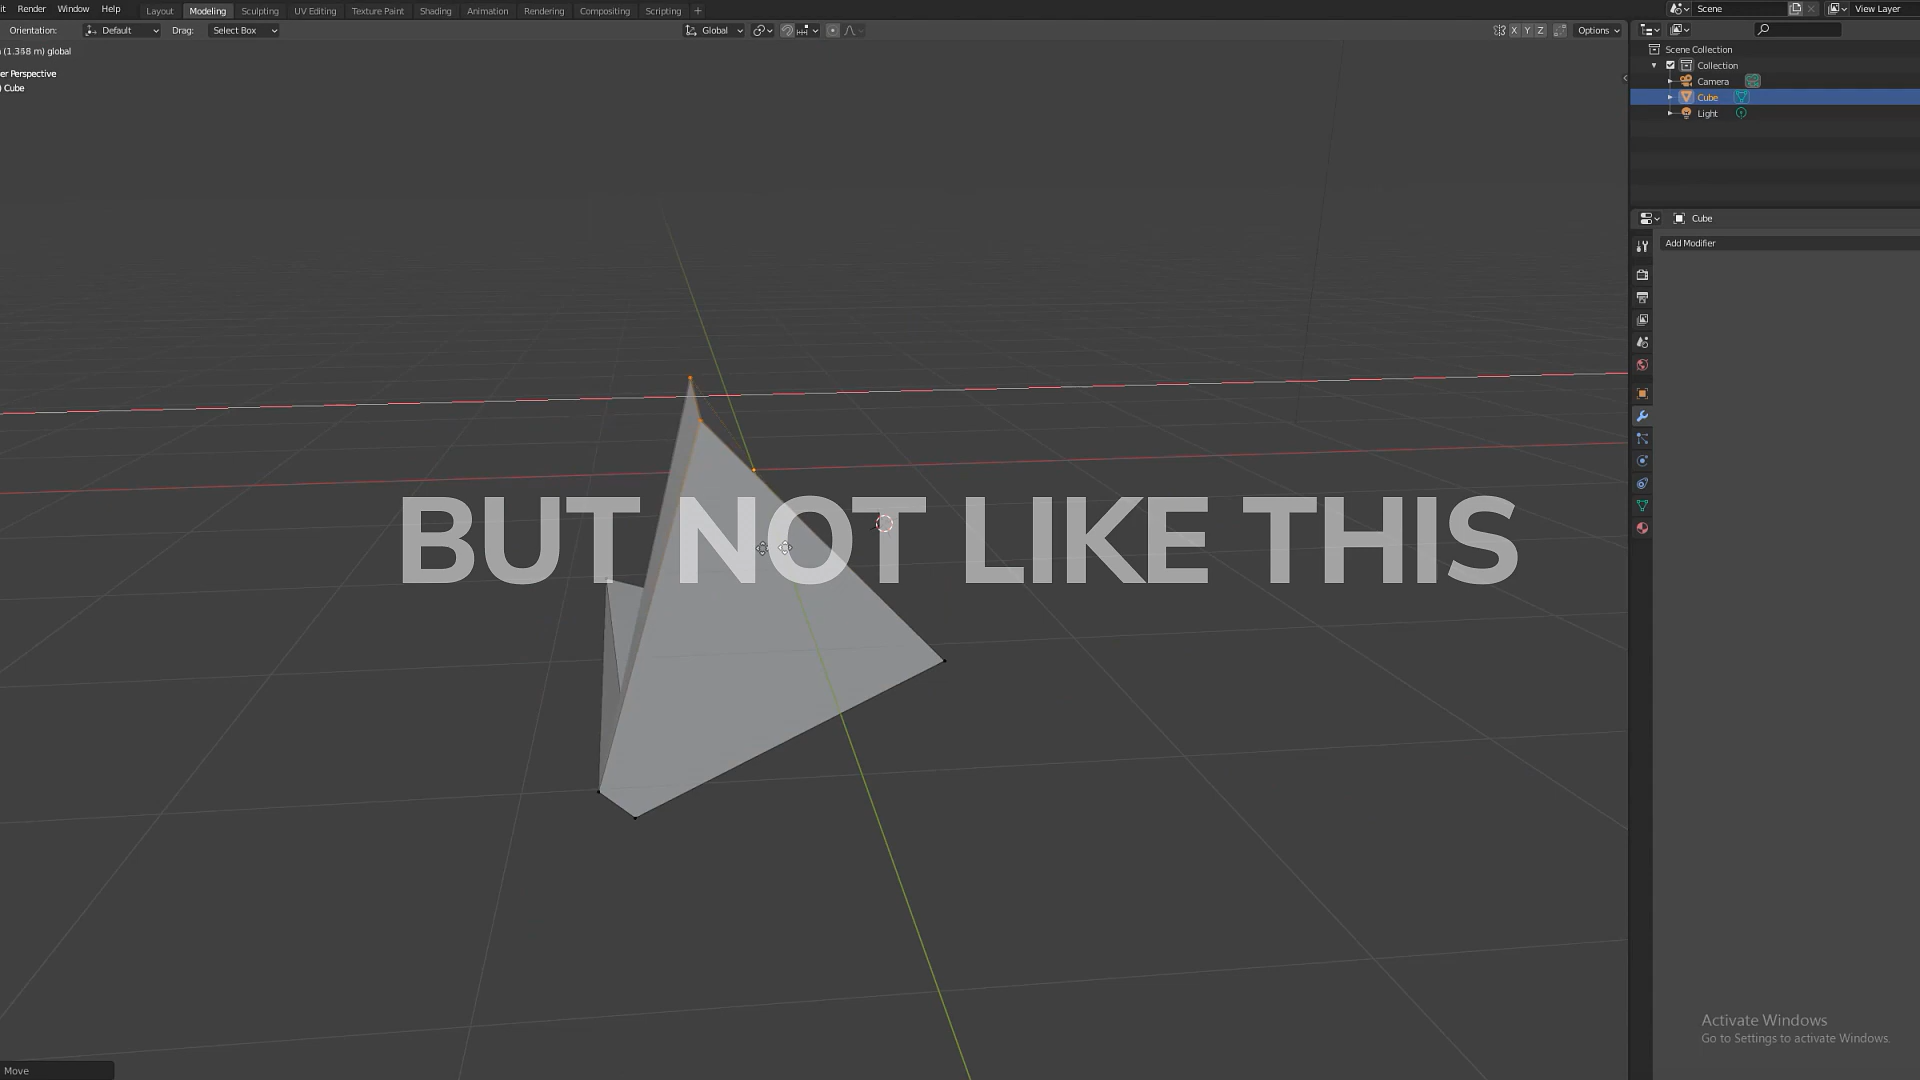 Render Window Help Layout Modeling Sculpting UV Editing Texture Paint Shading Animation Rendering Compositing Scripting + Scene View Layer
Orientation: Default Drag: Select Box Global X Y Z Options
(1.358 m) global
er Perspective
) Cube
Scene Collection
Collection
Camera
Cube
Light
Cube
Add Modifier
BUT NOT LIKE THIS
Activate Windows
Go to Settings to activate Windows.
Move